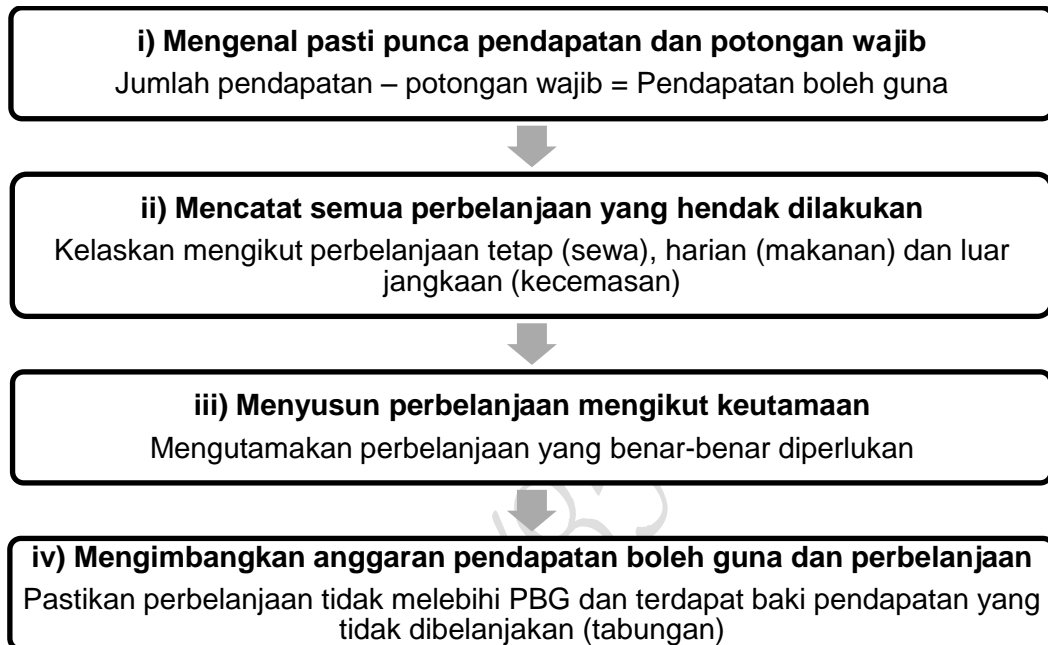 i) Mengenal pasti punca pendapatan dan potongan wajib
Jumlah pendapatan – potongan wajib = Pendapatan boleh guna
ii) Mencatat semua perbelanjaan yang hendak dilakukan
Kelaskan mengikut perbelanjaan tetap (sewa), harian (makanan) dan luar
jangkaan (kecemasan)
iii) Menyusun perbelanjaan mengikut keutamaan
Mengutamakan perbelanjaan yang benar-benar diperlukan
iv) Mengimbangkan anggaran pendapatan boleh guna dan perbelanjaan
Pastikan perbelanjaan tidak melebihi PBG dan terdapat baki pendapatan yang
tidak dibelanjakan (tabungan)